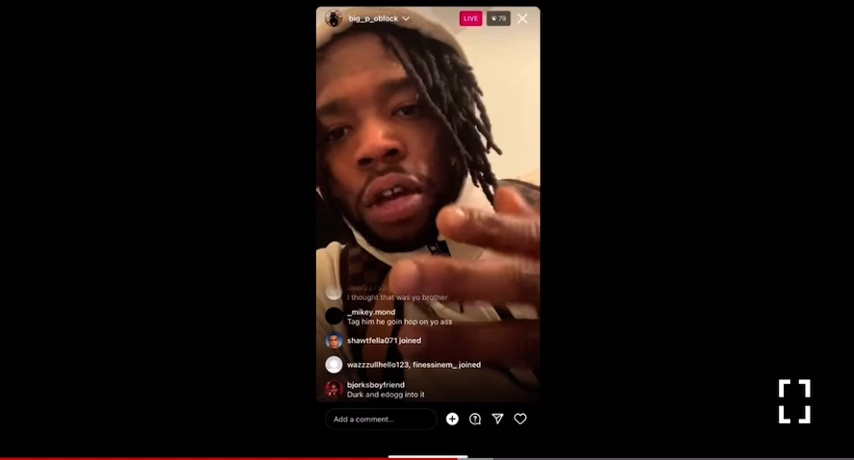 big_p_oblock
LIVE
79
I thought that was yo brother
_mikey.mond
Tag him he goin hop on yo ass
shawtfella071 joined
wazzzullhello123, finessinem_ joined
bjorksboyfriend
Durk and edogg into it
Add a comment...